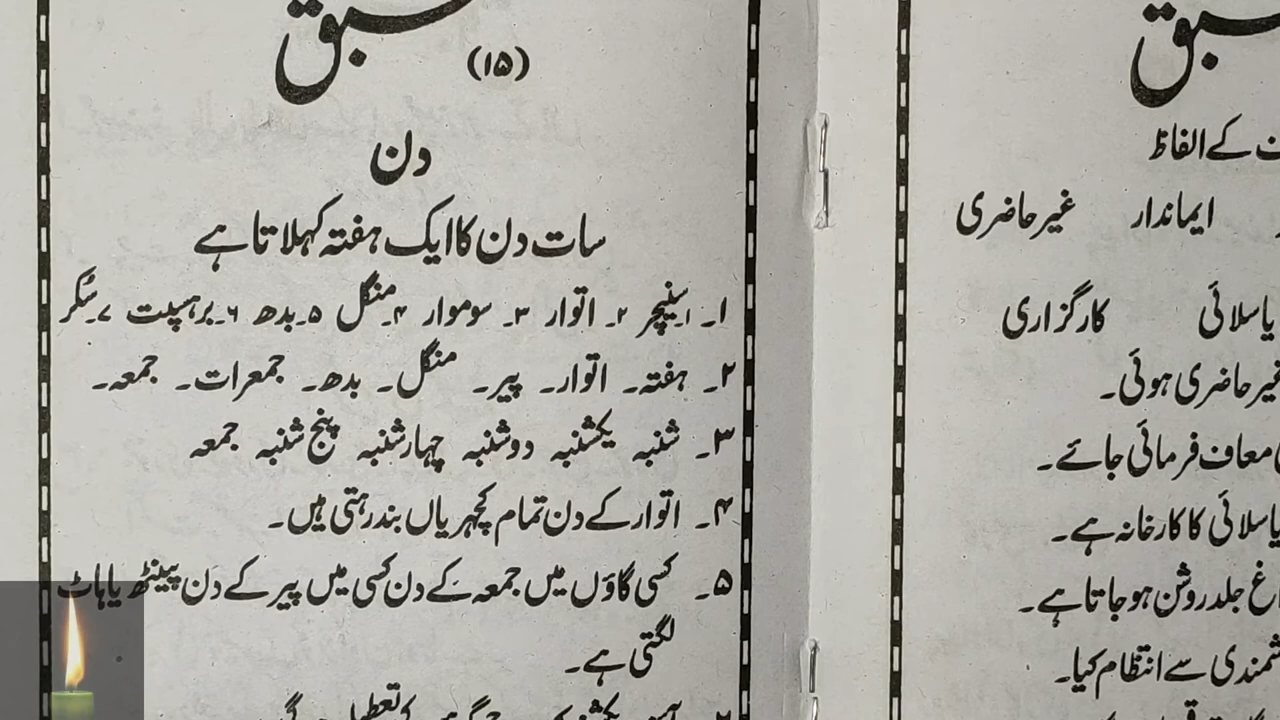 سبق (۱۵)
دن
سات دن کا ایک ہفتہ کہلاتا ہے
۱۔ ۱۔سنیچر ۲۔ اتوار ۳۔ سوموار ۴۔منگل ۵۔بدھ ۶۔برہسپت ۷۔شکر
۲۔ ہفتہ۔ اتوار۔ پیر۔ منگل۔ بدھ۔ جمعرات۔ جمعہ۔
۳۔ شنبہ یکشنبہ دوشنبہ چہارشنبہ پنج شنبہ جمعہ
۴۔ اتوار کے دن تمام کچہریاں بند رہتی ہیں۔
۵۔ کسی گاؤں میں جمعہ کے دن کسی میں پیر کے دن پینٹھ یا ہاٹ
لگتی ہے۔
سبق
کے الفاظ
ایماندار غیر حاضری
یاسلائی کارگزاری
غیر حاضری ہوئی۔
معاف فرمائی جائے۔
یاسلائی کا کارخانہ ہے۔
جلد روشن ہو جاتا ہے۔
شمندی سے انتظام کیا۔